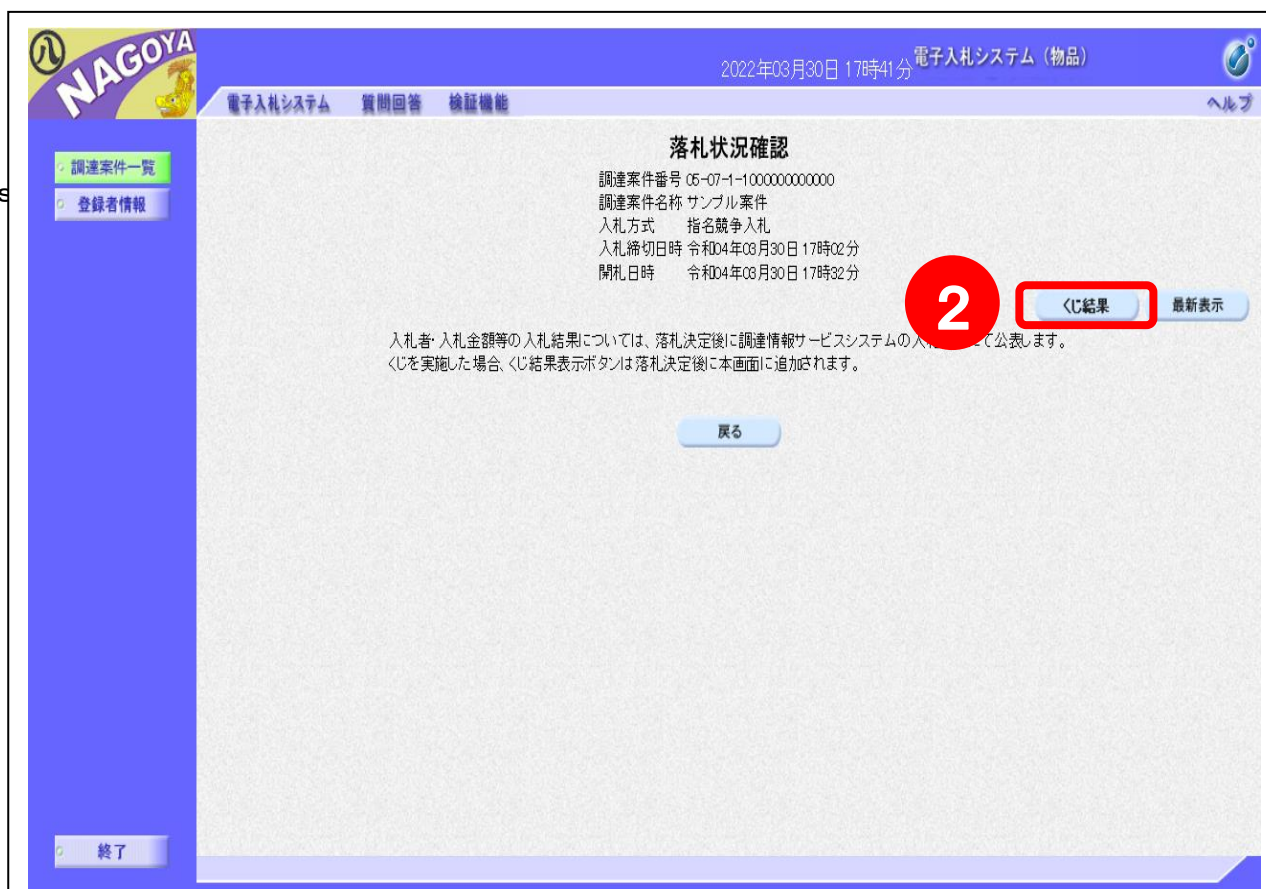 八
NAGOYA
2022年03月30日 17時41分
電子入札システム（物品）
電子入札システム 質問回答 検証機能
ヘルプ
調達案件一覧
s
登録者情報
落札状況確認
調達案件番号 05-07-1-1000000000000
調達案件名称 サンプル案件
入札方式 指名競争入札
入札締切日時 令和04年03月30日 17時02分
開札日時 令和04年03月30日 17時32分
2
くじ結果
最新表示
入札者・入札金額等の入札結果については、落札決定後に調達情報サービスシステムの入 て公表します。
くじを実施した場合、くじ結果表示ボタンは落札決定後に本画面に追加されます。
戻る
終了